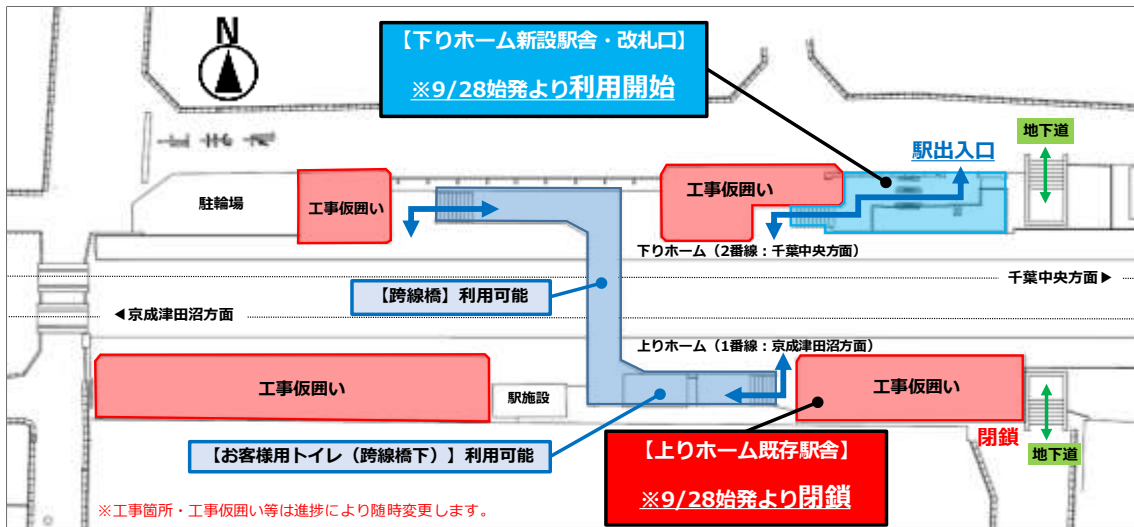 N
【下りホーム新設駅舎・改札口】
※9/28始発より利用開始
地下道
駅出入口
駐輪場
工事仮囲い
工事仮囲い
下りホーム（2番線：千葉中央方面）
千葉中央方面▶
【跨線橋】利用可能
◀京成津田沼方面
上りホーム（1番線：京成津田沼方面）
工事仮囲い
駅施設
工事仮囲い
閉鎖
地下道
【お客様用トイレ（跨線橋下）】利用可能
【上りホーム既存駅舎】
※9/28始発より閉鎖
※工事箇所・工事仮囲い等は進捗により随時変更します。